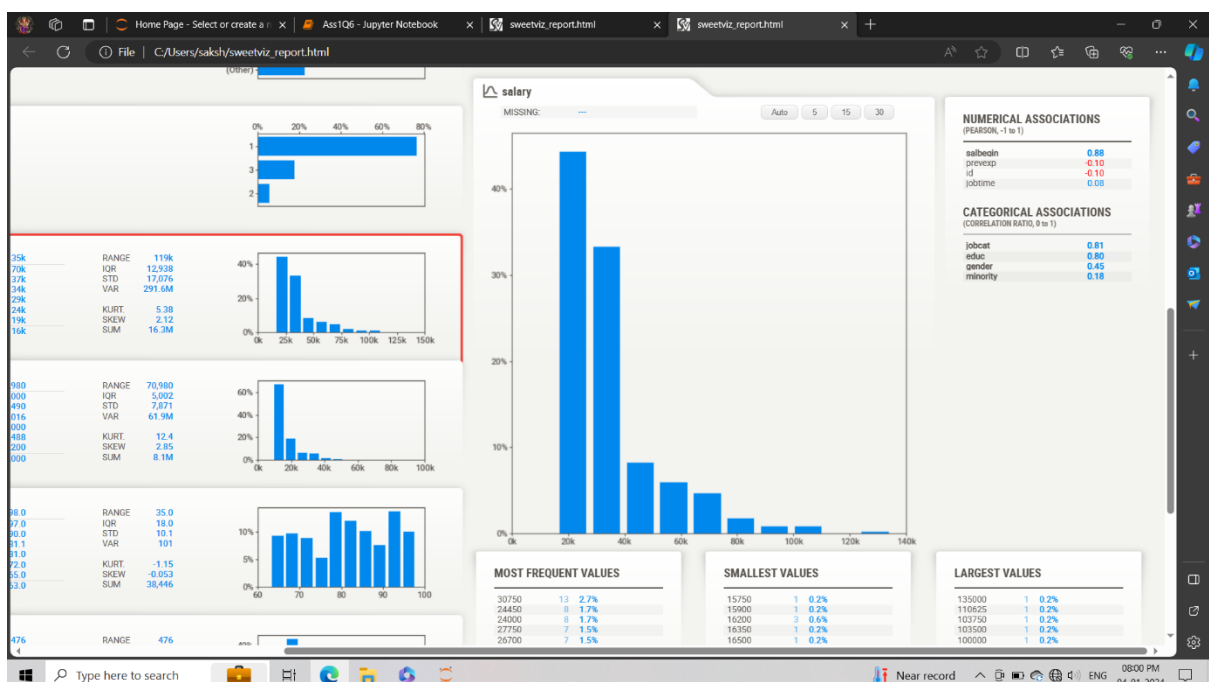 Home Page - Select or create a n
Ass1Q6 - Jupyter Notebook
sweetviz_report.html
sweetviz_report.html
File C:/Users/saksh/sweetviz_report.html
(Other)
0% 20% 40% 60% 80%
1
3
2
35k RANGE 119k
70k IQR 12,938
37k STD 17,076
34k VAR 291.6M
29k
24k KURT. 5.38
19k SKEW 2.12
16k SUM 16.3M
40%
20%
0%
0k 25k 50k 75k 100k 125k 150k
980 RANGE 70,980
000 IQR 5,002
490 STD 7,871
016 VAR 61.9M
000
488 KURT. 12.4
200 SKEW 2.85
000 SUM 8.1M
60%
40%
20%
0%
0k 20k 40k 60k 80k 100k
98.0 RANGE 35.0
97.0 IQR 18.0
90.0 STD 10.1
81.1 VAR 101
81.0
72.0 KURT. -1.15
65.0 SKEW -0.053
63.0 SUM 38,446
10%
5%
0%
60 70 80 90 100
476 RANGE 476
40%
salary
MISSING: ---
Auto 5 15 30
40%
30%
20%
10%
0%
0k 20k 40k 60k 80k 100k 120k 140k
NUMERICAL ASSOCIATIONS
(PEARSON, -1 to 1)
salbegin 0.88
prevexp -0.10
id -0.10
jobtime 0.08
CATEGORICAL ASSOCIATIONS
(CORRELATION RATIO, 0 to 1)
jobcat 0.81
educ 0.80
gender 0.45
minority 0.18
MOST FREQUENT VALUES
30750 13 2.7%
24450 8 1.7%
24000 8 1.7%
27750 7 1.5%
26700 7 1.5%
SMALLEST VALUES
15750 1 0.2%
15900 1 0.2%
16200 3 0.6%
16350 1 0.2%
16500 1 0.2%
LARGEST VALUES
135000 1 0.2%
110625 1 0.2%
103750 1 0.2%
103500 1 0.2%
100000 1 0.2%
Type here to search
Near record
ENG
08:00 PM
04-01-2024